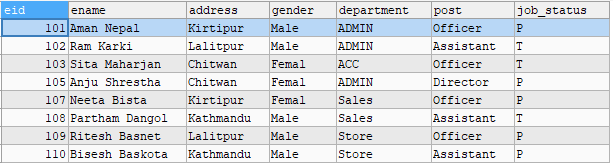 eid ename address gender department post job_status
101 Aman Nepal Kirtipur Male ADMIN Officer P
102 Ram Karki Lalitpur Male ADMIN Assistant T
103 Sita Maharjan Chitwan Femal ACC Officer T
105 Anju Shrestha Chitwan Femal ADMIN Director P
107 Neeta Bista Kirtipur Femal Sales Officer P
108 Partham Dangol Kathmandu Male Sales Assistant T
109 Ritesh Basnet Lalitpur Male Store Officer P
110 Bisesh Baskota Kathmandu Male Store Assistant P